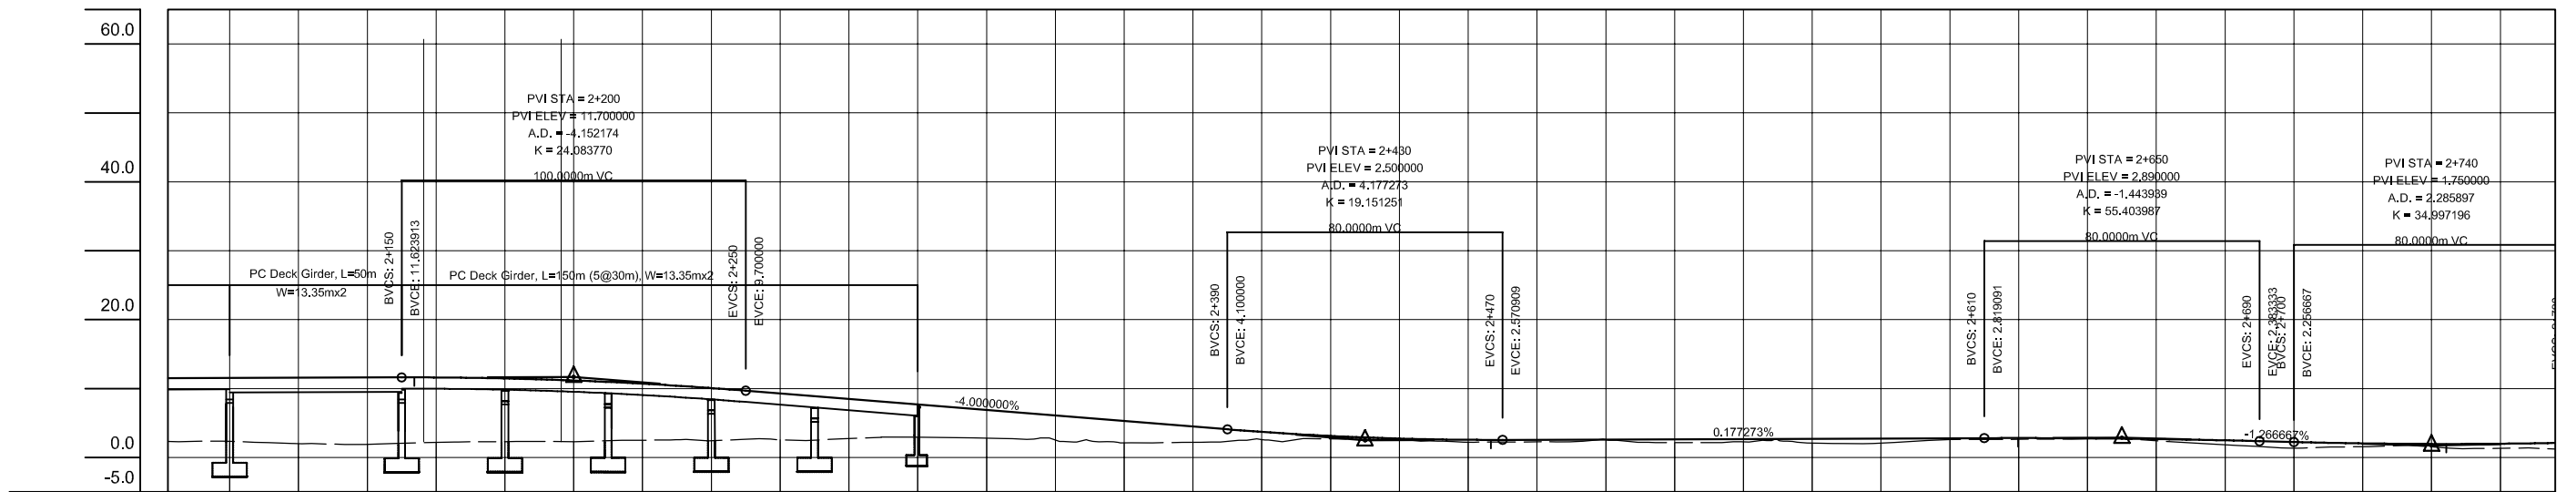 60.0
40.0
20.0
0.0
-5.0
PC Deck Girder, L=50m
W=13.35mx2
BVCS: 2+150
BVCE: 11.623913
PVI STA = 2+200
PVI ELEV = 11.700000
A.D. = -4.152174
K = 24.083770
100.0000m VC
PC Deck Girder, L=150m (5@30m), W=13.35mx2
EVCS: 2+250
EVCE: 9.700000
-4.000000%
BVCS: 2+390
BVCE: 4.100000
PVI STA = 2+430
PVI ELEV = 2.500000
A.D. = 4.177273
K = 19.151251
80.0000m VC
EVCS: 2+470
EVCE: 2.570909
0.177273%
BVCS: 2+610
BVCE: 2.819091
PVI STA = 2+650
PVI ELEV = 2.890000
A.D. = -1.443939
K = 55.403987
80.0000m VC
EVCS: 2+690
EVCE: 2.383333
-1.266667%
BVCS: 2+700
BVCE: 2.256667
PVI STA = 2+740
PVI ELEV = 1.750000
A.D. = 2.285897
K = 34.997196
80.0000m VC